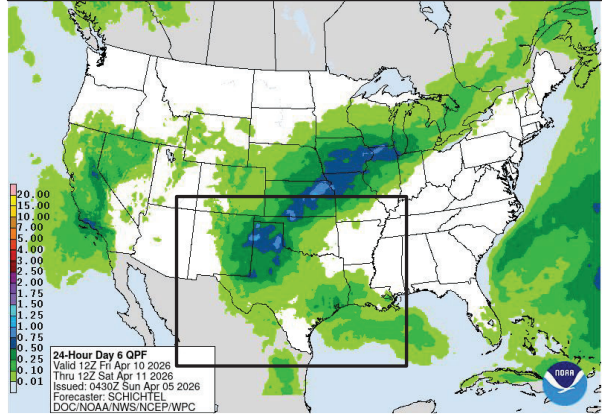 20.00
15.00
10.00
7.00
5.00
4.00
3.00
2.50
2.00
1.75
1.50
1.25
1.00
0.75
0.50
0.25
0.10
0.01
24-Hour Day 6 QPF
Valid 12Z Fri Apr 10 2026
Thru 12Z Sat Apr 11 2026
Issued: 0430Z Sun Apr 05 2026
Forecaster: SCHICHTEL
DOC/NOAA/NWS/NCEP/WPC
NOAA